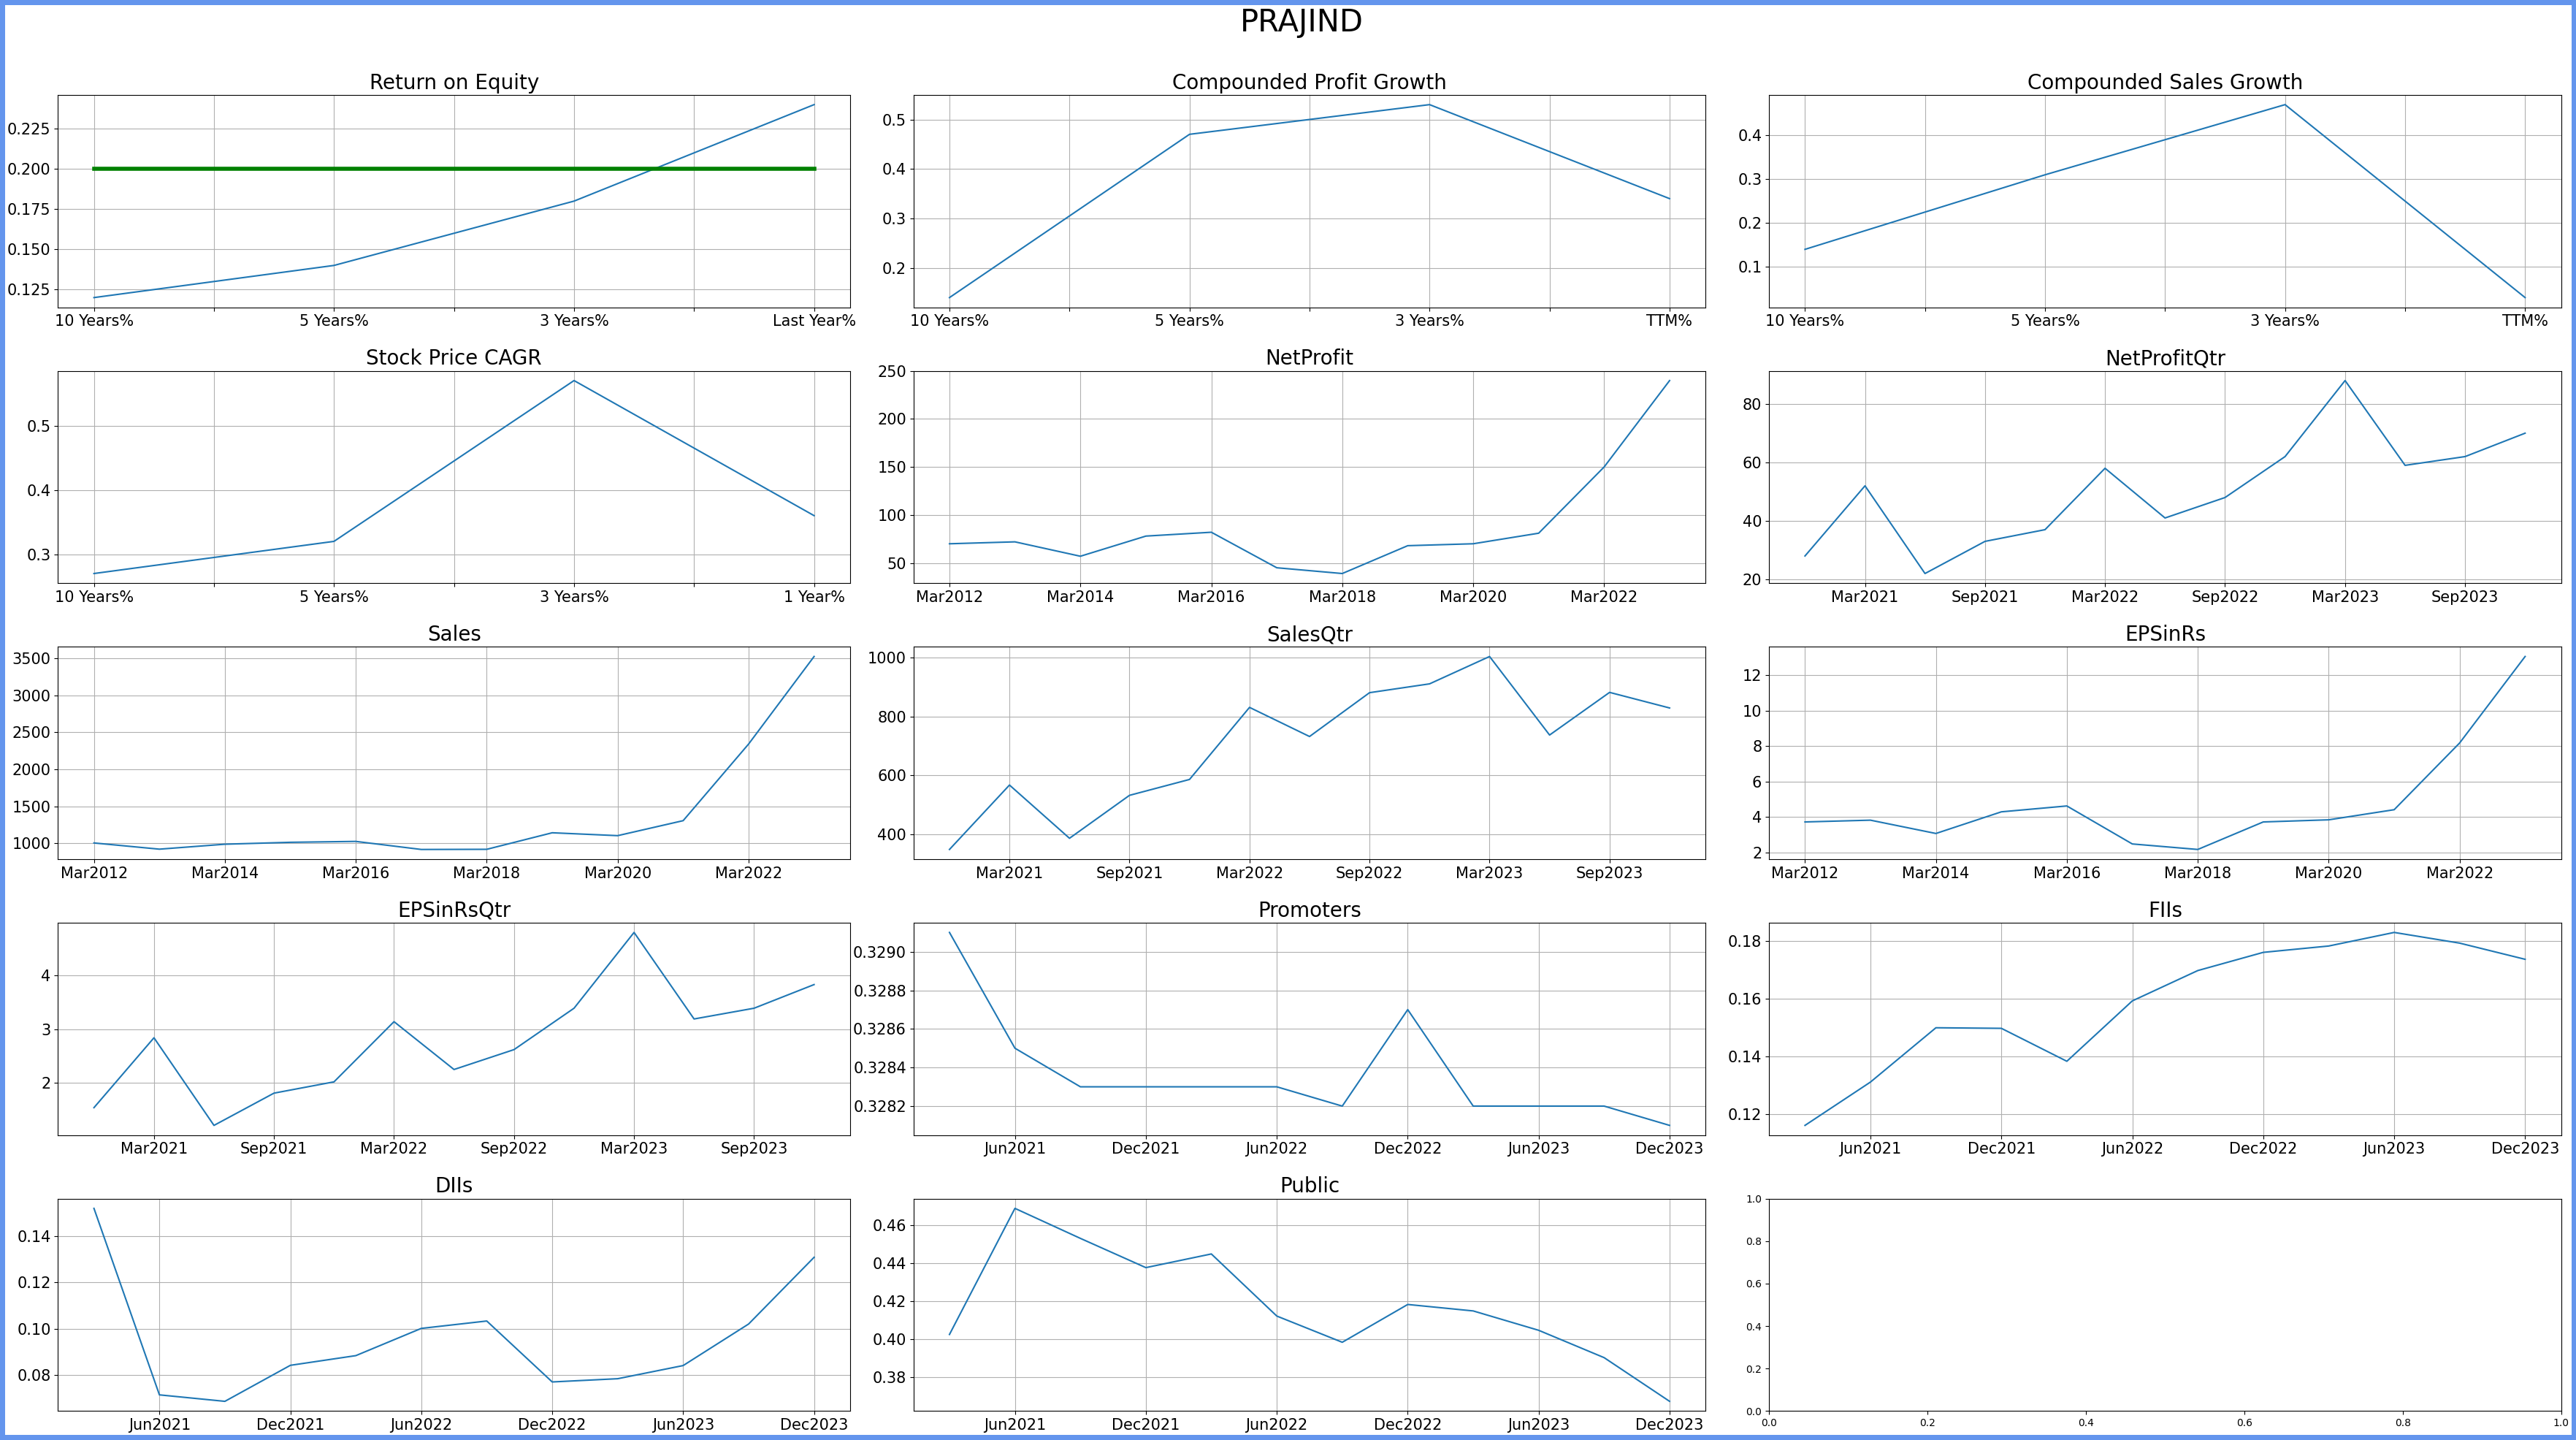 PRAJIND
Return on Equity
0.225
0.200
0.175
0.150
0.125
10 Years% 5 Years% 3 Years% Last Year%
Compounded Profit Growth
0.5
0.4
0.3
0.2
10 Years% 5 Years% 3 Years% TTM%
Compounded Sales Growth
0.4
0.3
0.2
0.1
10 Years% 5 Years% 3 Years% TTM%
Stock Price CAGR
0.5
0.4
0.3
10 Years% 5 Years% 3 Years% 1 Year%
NetProfit
250
200
150
100
50
Mar2012 Mar2014 Mar2016 Mar2018 Mar2020 Mar2022
NetProfitQtr
80
60
40
20
Mar2021 Sep2021 Mar2022 Sep2022 Mar2023 Sep2023
Sales
3500
3000
2500
2000
1500
1000
Mar2012 Mar2014 Mar2016 Mar2018 Mar2020 Mar2022
SalesQtr
1000
800
600
400
Mar2021 Sep2021 Mar2022 Sep2022 Mar2023 Sep2023
EPSinRs
12
10
8
6
4
2
Mar2012 Mar2014 Mar2016 Mar2018 Mar2020 Mar2022
EPSinRsQtr
4
3
2
Mar2021 Sep2021 Mar2022 Sep2022 Mar2023 Sep2023
Promoters
0.3290
0.3288
0.3286
0.3284
0.3282
Jun2021 Dec2021 Jun2022 Dec2022 Jun2023 Dec2023
FIIs
0.18
0.16
0.14
0.12
Jun2021 Dec2021 Jun2022 Dec2022 Jun2023 Dec2023
DIIs
0.14
0.12
0.10
0.08
Jun2021 Dec2021 Jun2022 Dec2022 Jun2023 Dec2023
Public
0.46
0.44
0.42
0.40
0.38
Jun2021 Dec2021 Jun2022 Dec2022 Jun2023 Dec2023
1.0
0.8
0.6
0.4
0.2
0.0
0.0 0.2 0.4 0.6 0.8 1.0